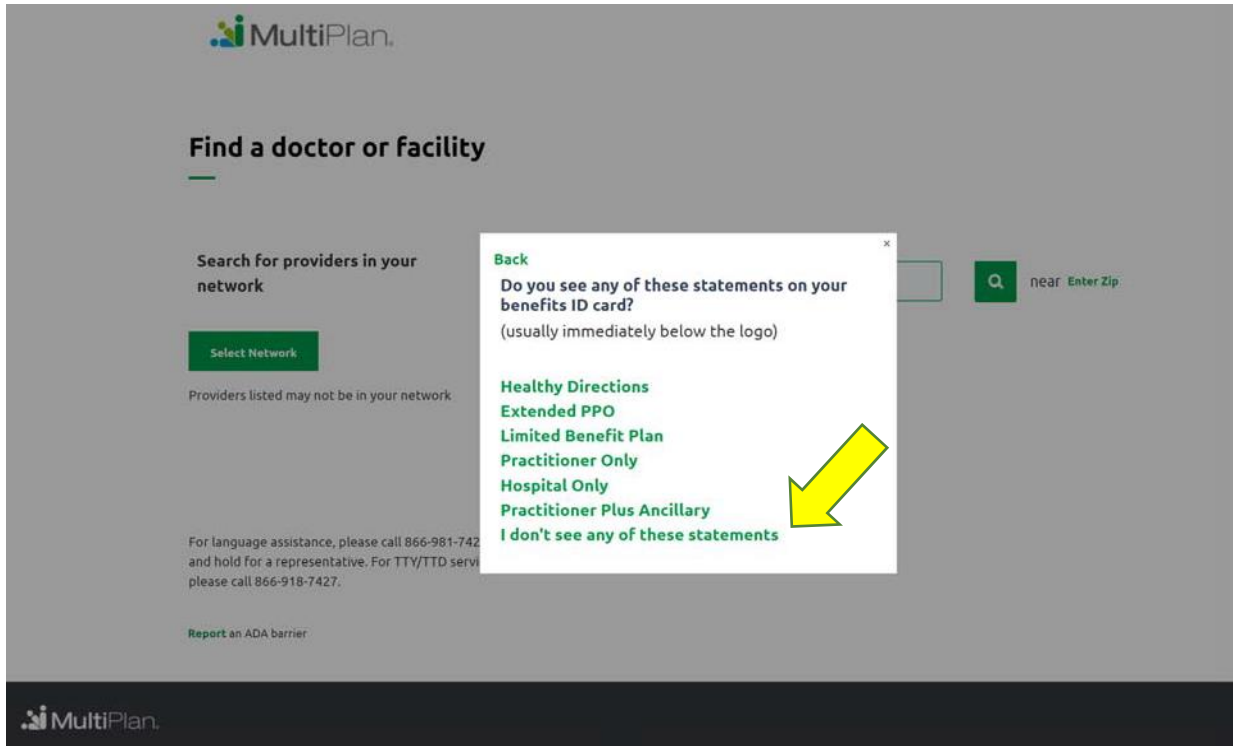 MultiPlan.
Find a doctor or facility
Search for providers in your
network
Select Network
Providers listed may not be in your network
near Enter Zip
Back
×
Do you see any of these statements on your
benefits ID card?
(usually immediately below the logo)
Healthy Directions
Extended PPO
Limited Benefit Plan
Practitioner Only
Hospital Only
Practitioner Plus Ancillary
I don't see any of these statements
For language assistance, please call 866-981-742
and hold for a representative. For TTY/TTD servi
please call 866-918-7427.
Report an ADA barrier
MultiPlan.